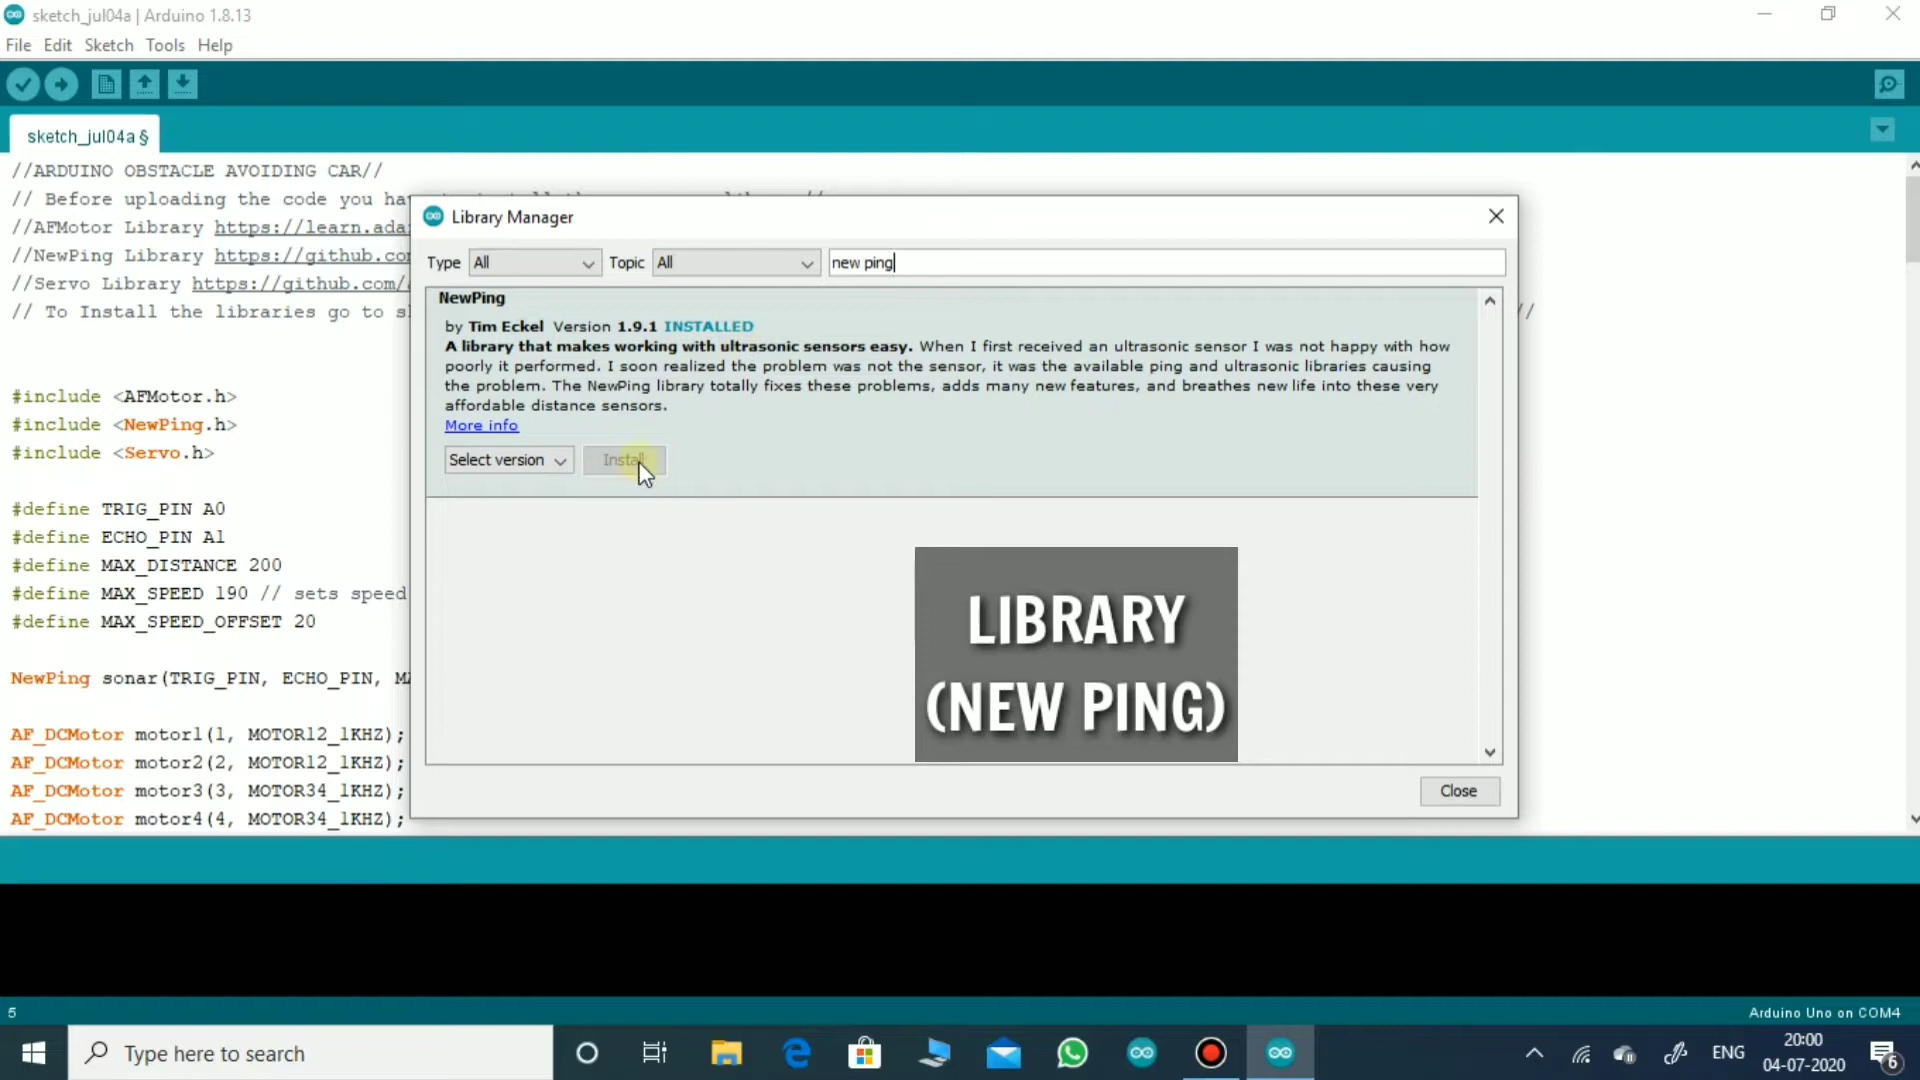 sketch_jul04a | Arduino 1.8.13
File Edit Sketch Tools Help
sketch_jul04a §
//ARDUINO OBSTACLE AVOIDING CAR//
// Before uploading the code you
//AFMotor Library https://learn.ada
//NewPing Library https://github.co
//Servo Library https://github.com/
// To Install the libraries go to
//
#include <AFMotor.h>
#include <NewPing.h>
#include <Servo.h>
#define TRIG_PIN A0
#define ECHO_PIN A1
#define MAX_DISTANCE 200
#define MAX_SPEED 190 // sets speed
#define MAX_SPEED_OFFSET 20
NewPing sonar(TRIG_PIN, ECHO_PIN,
AF_DCMotor motor1(1, MOTOR12_1KHZ);
AF_DCMotor motor2(2, MOTOR12_1KHZ);
AF_DCMotor motor3(3, MOTOR34_1KHZ);
AF_DCMotor motor4(4, MOTOR34_1KHZ);
Library Manager
Type All Topic All new ping
NewPing
by Tim Eckel Version 1.9.1 INSTALLED
A library that makes working with ultrasonic sensors easy. When I first received an ultrasonic sensor I was not happy with how
poorly it performed. I soon realized the problem was not the sensor, it was the available ping and ultrasonic libraries causing
the problem. The NewPing library totally fixes these problems, adds many new features, and breathes new life into these very
affordable distance sensors.
More info
Select version Install
LIBRARY
(NEW PING)
Close
5
Arduino Uno on COM4
Type here to search
ENG
20:00
04-07-2020
6